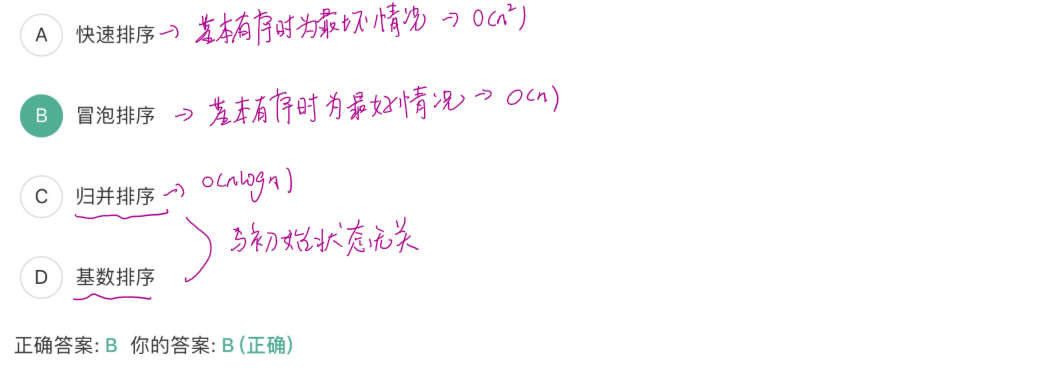 A 快速排序 → 基本有序时为最坏情况 → O(n²)
B 冒泡排序 → 基本有序时为最好情况 → O(n)
C 归并排序 → O(nlogn)
与初始状态无关
D 基数排序
正确答案: B 你的答案: B (正确)